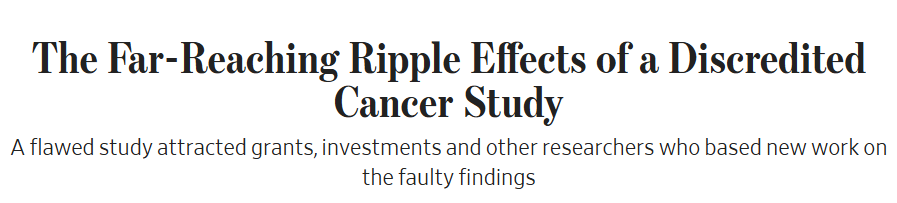 The Far-Reaching Ripple Effects of a Discredited
Cancer Study
A flawed study attracted grants, investments and other researchers who based new work on
the faulty findings